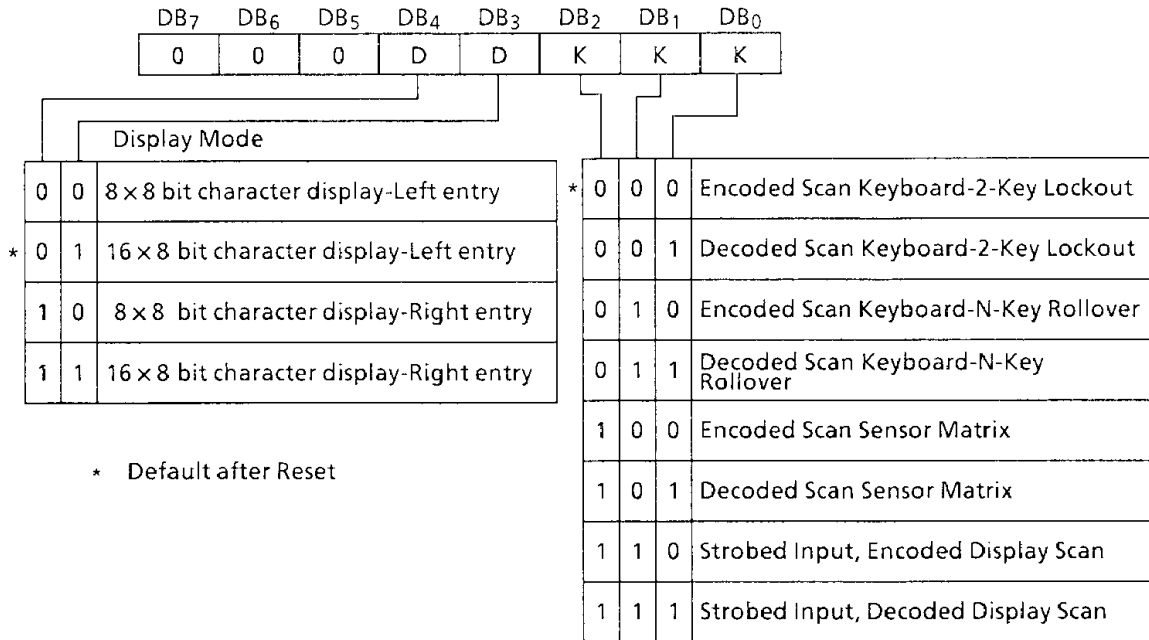 DB7 DB6 DB5 DB4 DB3 DB2 DB1 DB0
0 0 0 D D K K K
Display Mode
0 0 8 × 8 bit character display-Left entry
* 0 1 16 × 8 bit character display-Left entry
1 0 8 × 8 bit character display-Right entry
1 1 16 × 8 bit character display-Right entry
* Default after Reset
* 0 0 0 Encoded Scan Keyboard-2-Key Lockout
0 0 1 Decoded Scan Keyboard-2-Key Lockout
0 1 0 Encoded Scan Keyboard-N-Key Rollover
0 1 1 Decoded Scan Keyboard-N-Key
Rollover
1 0 0 Encoded Scan Sensor Matrix
1 0 1 Decoded Scan Sensor Matrix
1 1 0 Strobed Input, Encoded Display Scan
1 1 1 Strobed Input, Decoded Display Scan